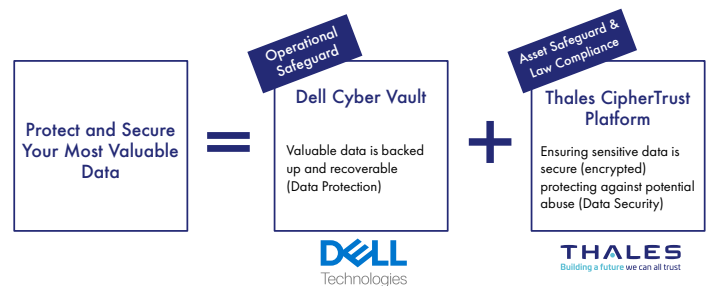 Protect and Secure
Your Most Valuable
Data
=
Operational
Safeguard
Dell Cyber Vault
Valuable data is backed
up and recoverable
(Data Protection)
DELL
Technologies
+
Asset Safeguard &
Law Compliance
Thales CipherTrust
Platform
Ensuring sensitive data is
secure (encrypted)
protecting against potential
abuse (Data Security)
THALES
Building a future we can all trust